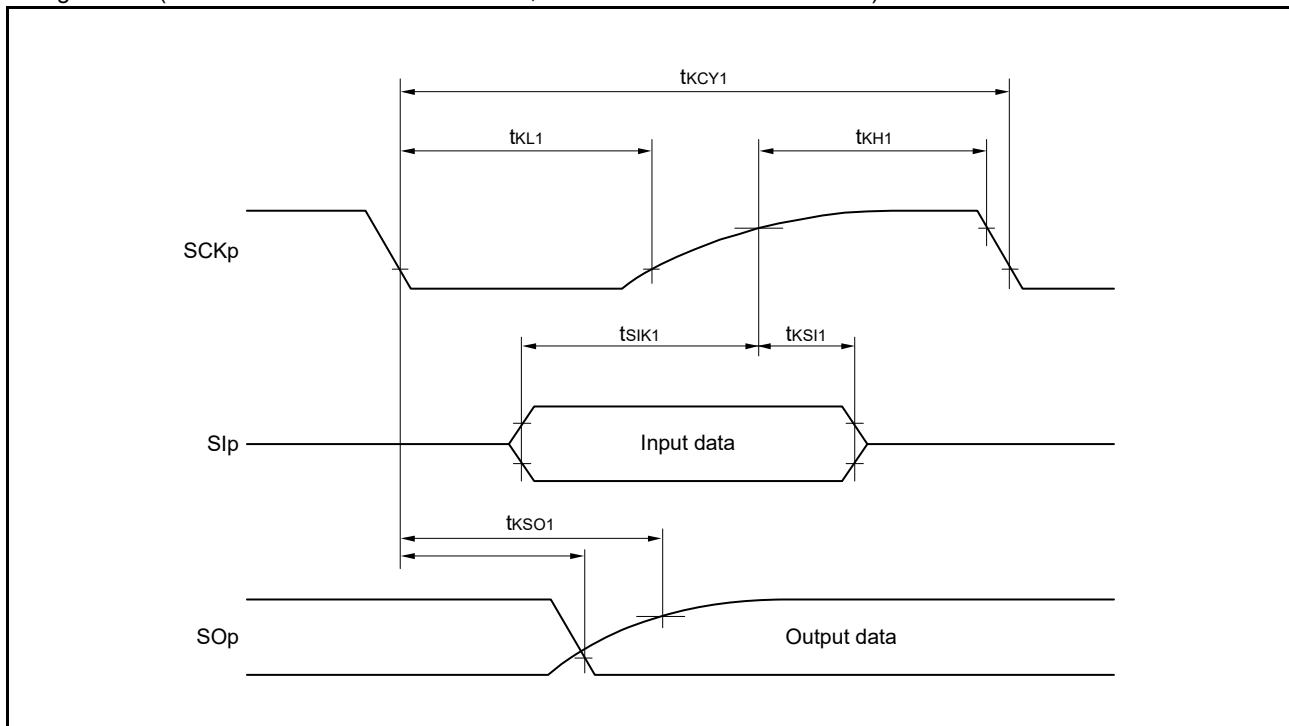 tKCY1
tKL1
tKH1
SCKp
tSIK1
tKSI1
SIp
Input data
tKSO1
SOp
Output data